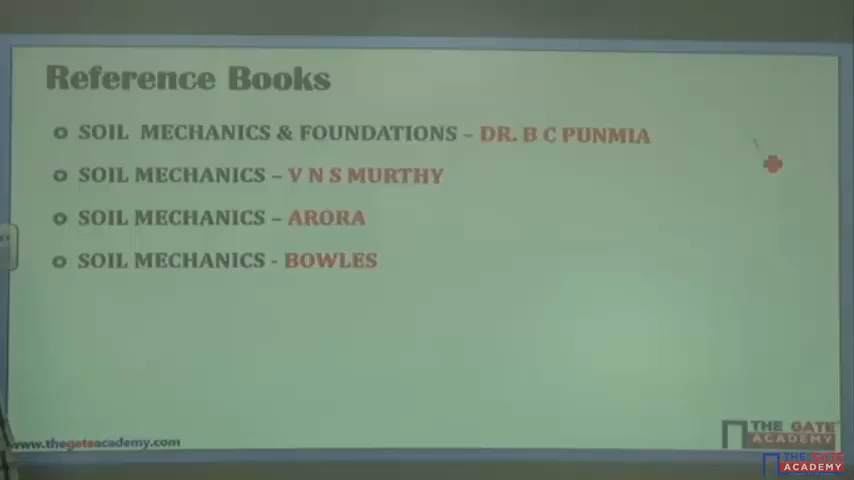 Reference Books
SOIL MECHANICS & FOUNDATIONS – DR. B C PUNMIA
SOIL MECHANICS – V N S MURTHY
SOIL MECHANICS – ARORA
SOIL MECHANICS - BOWLES
www.thegateacademy.com
THE GATE
ACADEMY
THE GATE
ACADEMY